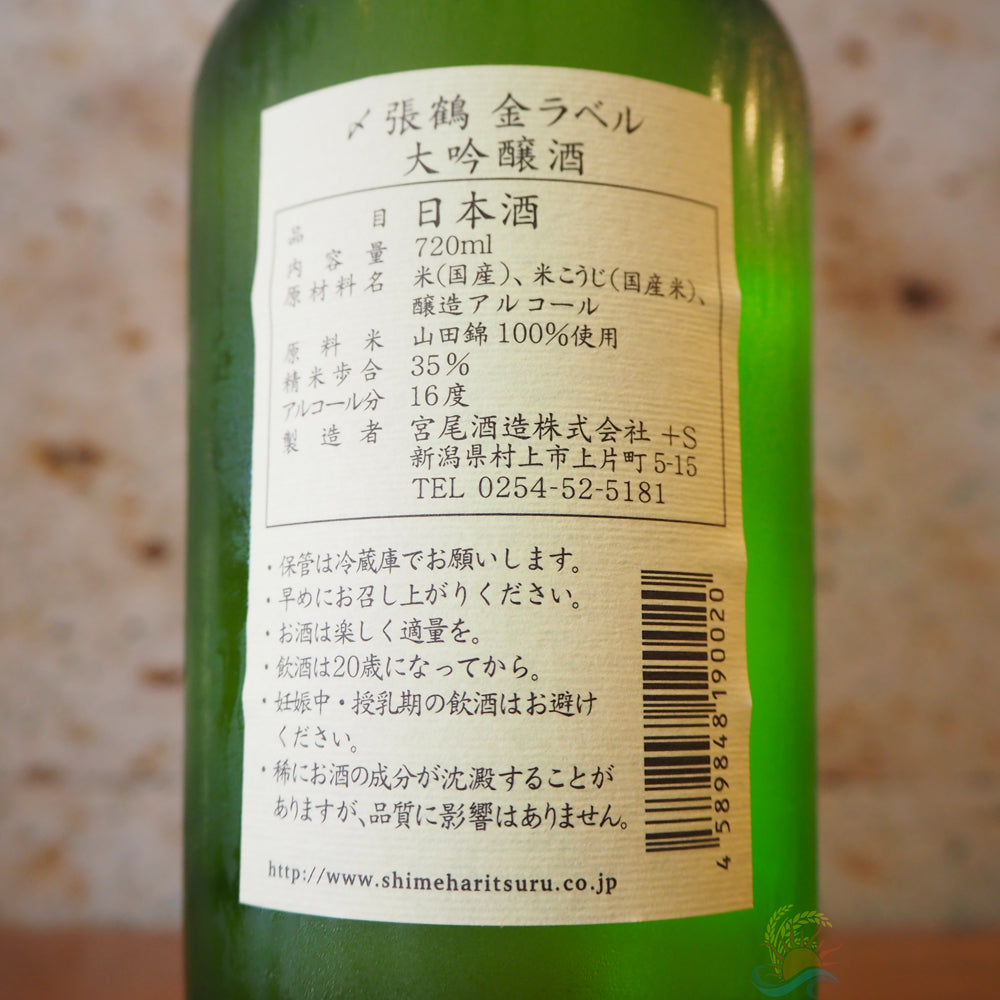 〆張鶴 金ラベル
大吟醸酒
品目 日本酒
内容量 720ml
原材料名 米(国産)、米こうじ(国産米)、
醸造アルコール
原料米 山田錦 100%使用
精米歩合 35%
アルコール分 16度
製造者 宮尾酒造株式会社 +S
新潟県村上市上片町 5-15
TEL 0254-52-5181
・保管は冷蔵庫でお願いします。
・早めにお召し上がりください。
・お酒は楽しく適量を。
・飲酒は20歳になってから。
・妊娠中・授乳期の飲酒はお避け
ください。
・稀にお酒の成分が沈澱することが
ありますが、品質に影響はありません。
http://www.shimeharitsuru.co.jp
4 589848 190020